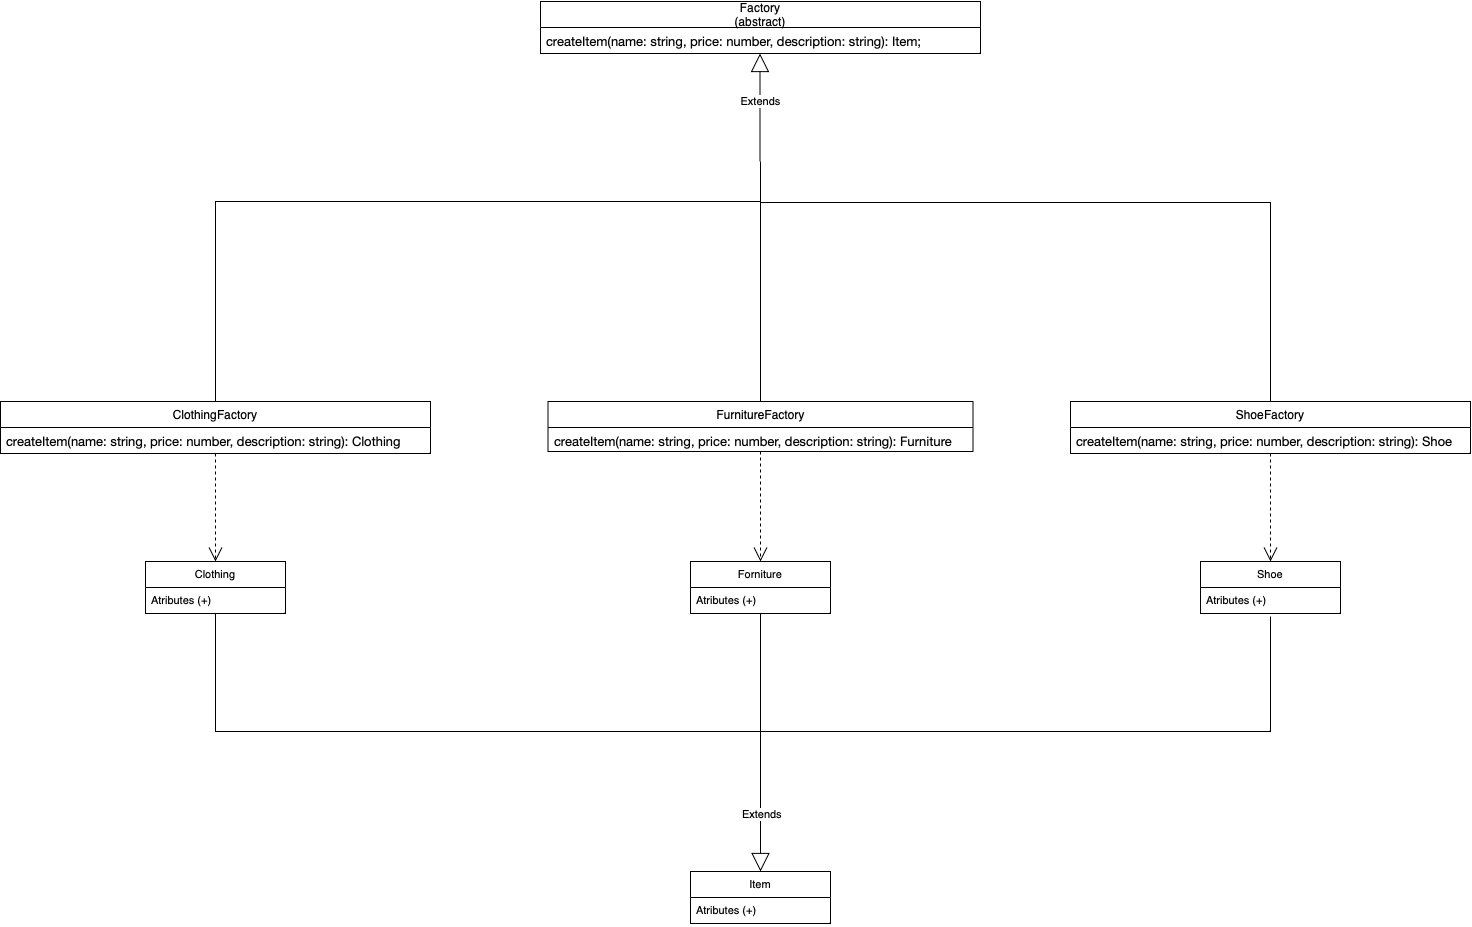 Factory
(abstract)
createItem(name: string, price: number, description: string): Item;
Extends
ClothingFactory
createItem(name: string, price: number, description: string): Clothing
FurnitureFactory
createItem(name: string, price: number, description: string): Furniture
ShoeFactory
createItem(name: string, price: number, description: string): Shoe
Clothing
Atributes (+)
Forniture
Atributes (+)
Shoe
Atributes (+)
Extends
Item
Atributes (+)